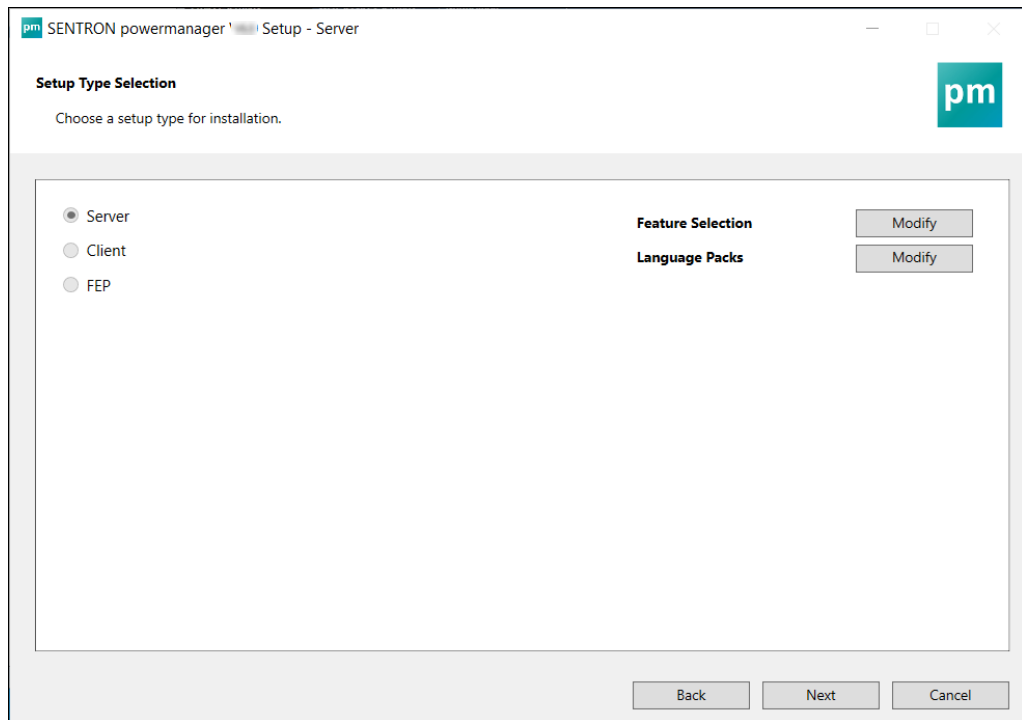 pm SENTRON powermanager Setup - Server
Setup Type Selection
Choose a setup type for installation.
pm
Server
Client
FEP
Feature Selection Modify
Language Packs Modify
Back Next Cancel